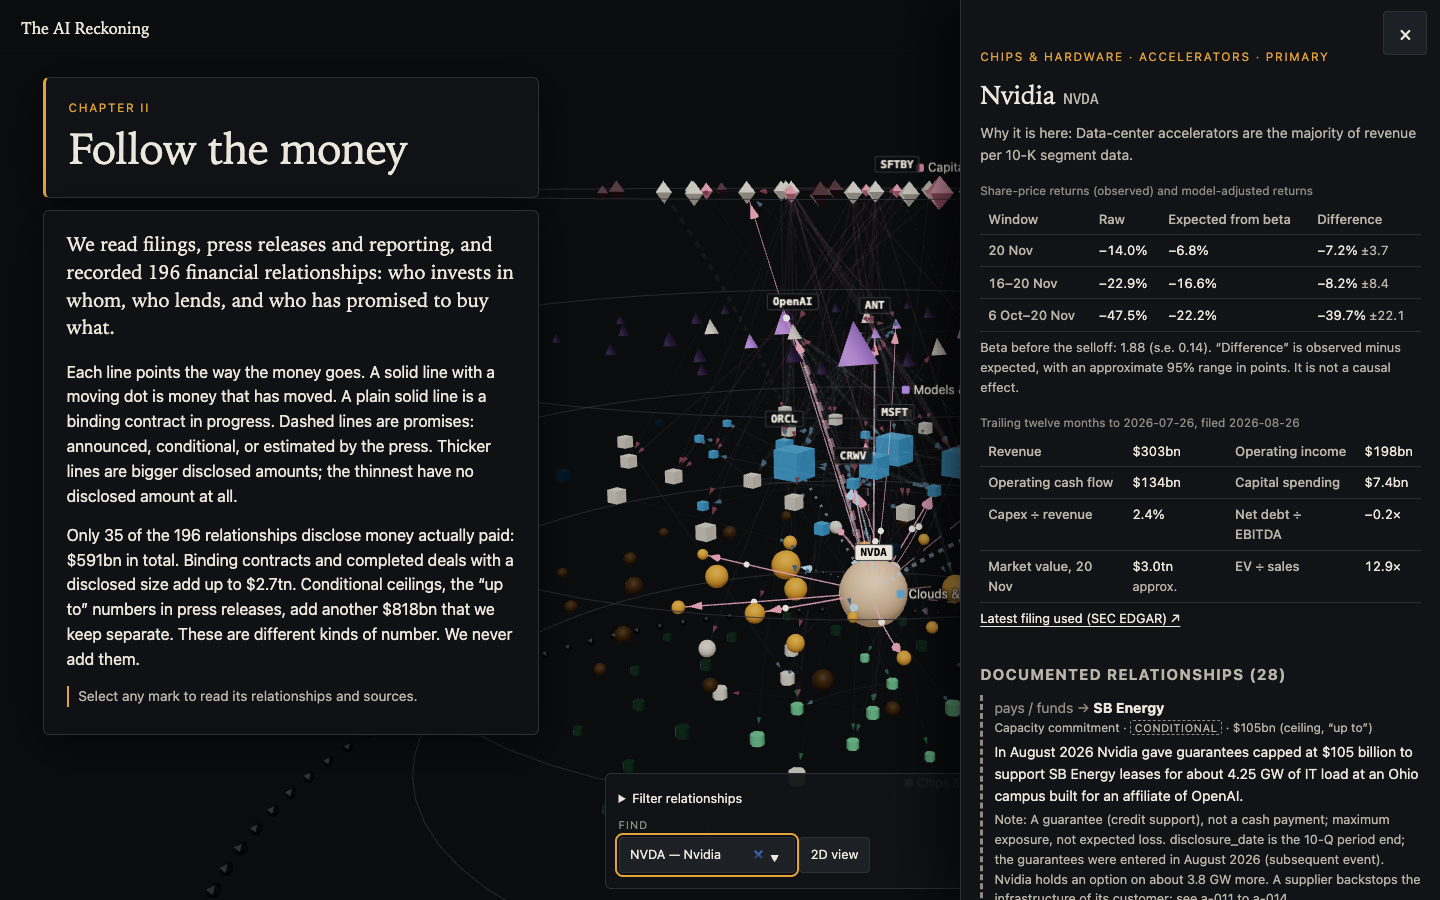 The AI Reckoning
CHAPTER II
Follow the money
We read filings, press releases and reporting, and
recorded 196 financial relationships: who invests in
whom, who lends, and who has promised to buy
what.
Each line points the way the money goes. A solid line with a
moving dot is money that has moved. A plain solid line is a
binding contract in progress. Dashed lines are promises:
announced, conditional, or estimated by the press. Thicker
lines are bigger disclosed amounts; the thinnest have no
disclosed amount at all.
Only 35 of the 196 relationships disclose money actually paid:
$591bn in total. Binding contracts and completed deals with a
disclosed size add up to $2.7tn. Conditional ceilings, the “up
to” numbers in press releases, add another $818bn that we
keep separate. These are different kinds of number. We never
add them.
Select any mark to read its relationships and sources.
SFTBY
Capita
OpenAI
ANT
Models &
ORCL
MSFT
CRWV
NVDA
Clouds &
Chips &
▶ Filter relationships
FIND
NVDA — Nvidia × ▼
2D view
×
CHIPS & HARDWARE · ACCELERATORS · PRIMARY
Nvidia NVDA
Why it is here: Data-center accelerators are the majority of revenue
per 10-K segment data.
Share-price returns (observed) and model-adjusted returns
Window Raw Expected from beta Difference
20 Nov −14.0% −6.8% −7.2% ±3.7
16–20 Nov −22.9% −16.6% −8.2% ±8.4
6 Oct–20 Nov −47.5% −22.2% −39.7% ±22.1
Beta before the selloff: 1.88 (s.e. 0.14). “Difference” is observed minus
expected, with an approximate 95% range in points. It is not a causal
effect.
Trailing twelve months to 2026-07-26, filed 2026-08-26
Revenue $303bn Operating income $198bn
Operating cash flow $134bn Capital spending $7.4bn
Capex ÷ revenue 2.4% Net debt ÷ −0.2×
EBITDA
Market value, 20 $3.0tn EV ÷ sales 12.9×
Nov approx.
Latest filing used (SEC EDGAR) ↗
DOCUMENTED RELATIONSHIPS (28)
pays / funds → SB Energy
Capacity commitment · CONDITIONAL · $105bn (ceiling, “up to”)
In August 2026 Nvidia gave guarantees capped at $105 billion to
support SB Energy leases for about 4.25 GW of IT load at an Ohio
campus built for an affiliate of OpenAI.
Note: A guarantee (credit support), not a cash payment; maximum
exposure, not expected loss. disclosure_date is the 10-Q period end;
the guarantees were entered in August 2026 (subsequent event).
Nvidia holds an option on about 3.8 GW more. A supplier backstops the
infrastructure of its customer; see a-011 to a-014.